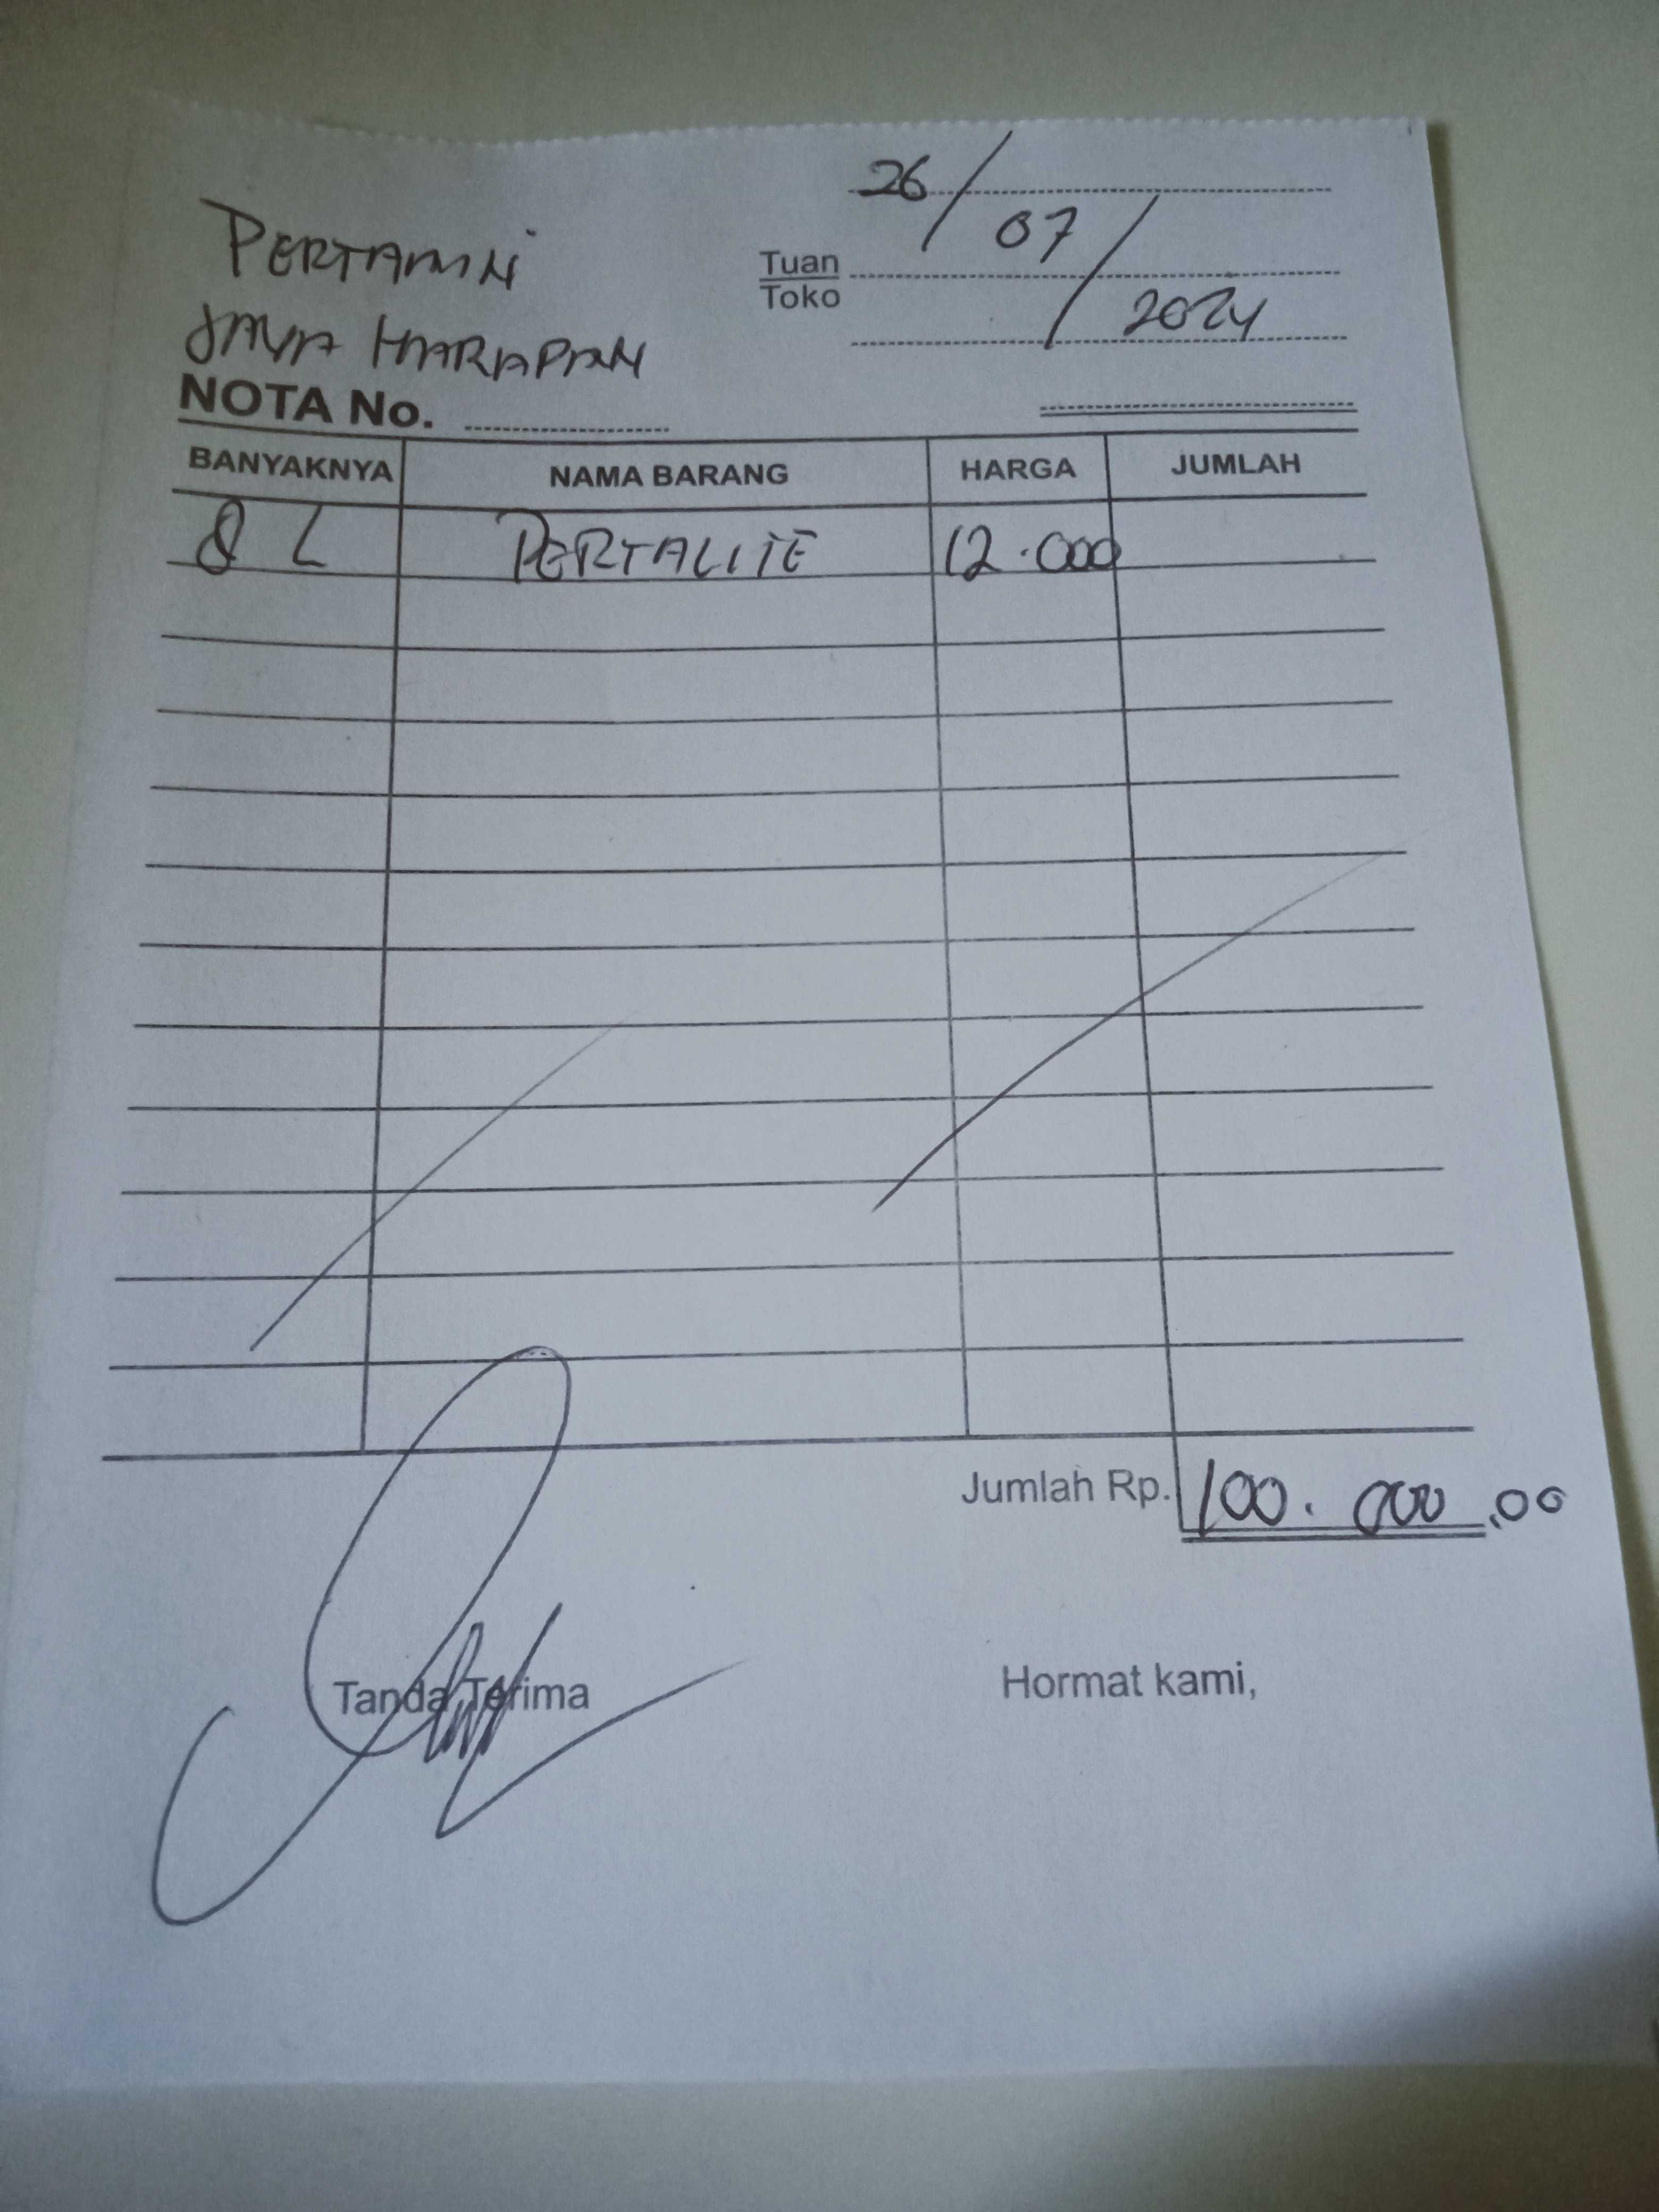 26/07/2024
PERTAMINI
JAYA HARAPAN
Tuan
Toko
NOTA No.
BANYAKNYA NAMA BARANG HARGA JUMLAH
8 L PERTALITE 12.000
Jumlah Rp. 100.000,00
Tanda Terima Hormat kami,